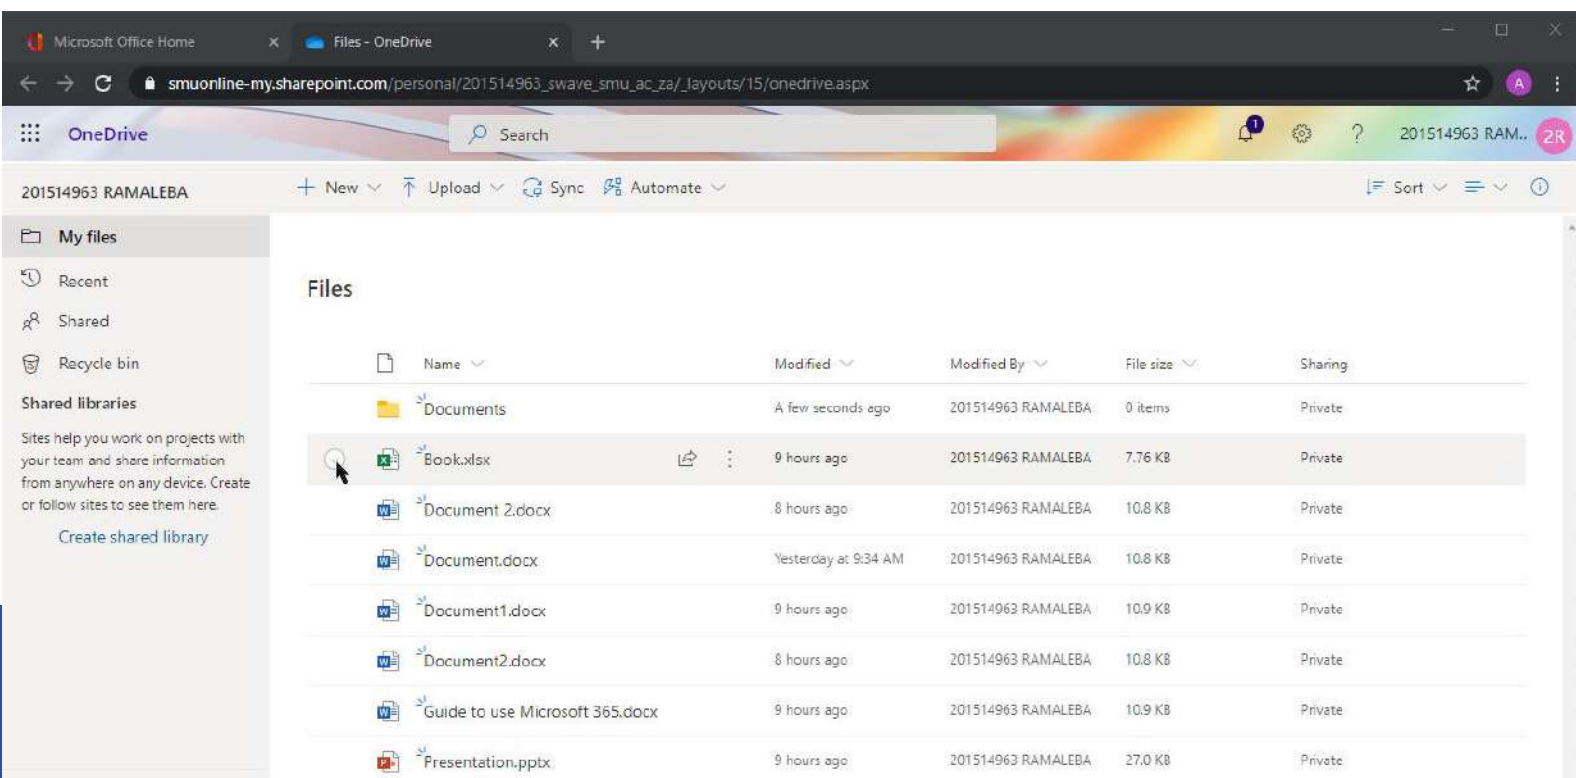 Microsoft Office Home
Files - OneDrive
smuonline-my.sharepoint.com/personal/201514963_swave_smu_ac_za/_layouts/15/onedrive.aspx
A
OneDrive
Search
1
?
201514963 RAM..
2R
201514963 RAMALEBA
New
Upload
Sync
Automate
Sort
My files
Recent
Shared
Recycle bin
Shared libraries
Sites help you work on projects with
your team and share information
from anywhere on any device. Create
or follow sites to see them here.
Create shared library
Files
Name Modified Modified By File size Sharing
Documents A few seconds ago 201514963 RAMALEBA 0 items Private
Book.xlsx 9 hours ago 201514963 RAMALEBA 7.76 KB Private
Document 2.docx 8 hours ago 201514963 RAMALEBA 10.8 KB Private
Document.docx Yesterday at 9:34 AM 201514963 RAMALEBA 10.8 KB Private
Document1.docx 9 hours ago 201514963 RAMALEBA 10.9 KB Private
Document2.docx 8 hours ago 201514963 RAMALEBA 10.8 KB Private
Guide to use Microsoft 365.docx 9 hours ago 201514963 RAMALEBA 10.9 KB Private
Presentation.pptx 9 hours ago 201514963 RAMALEBA 27.0 KB Private